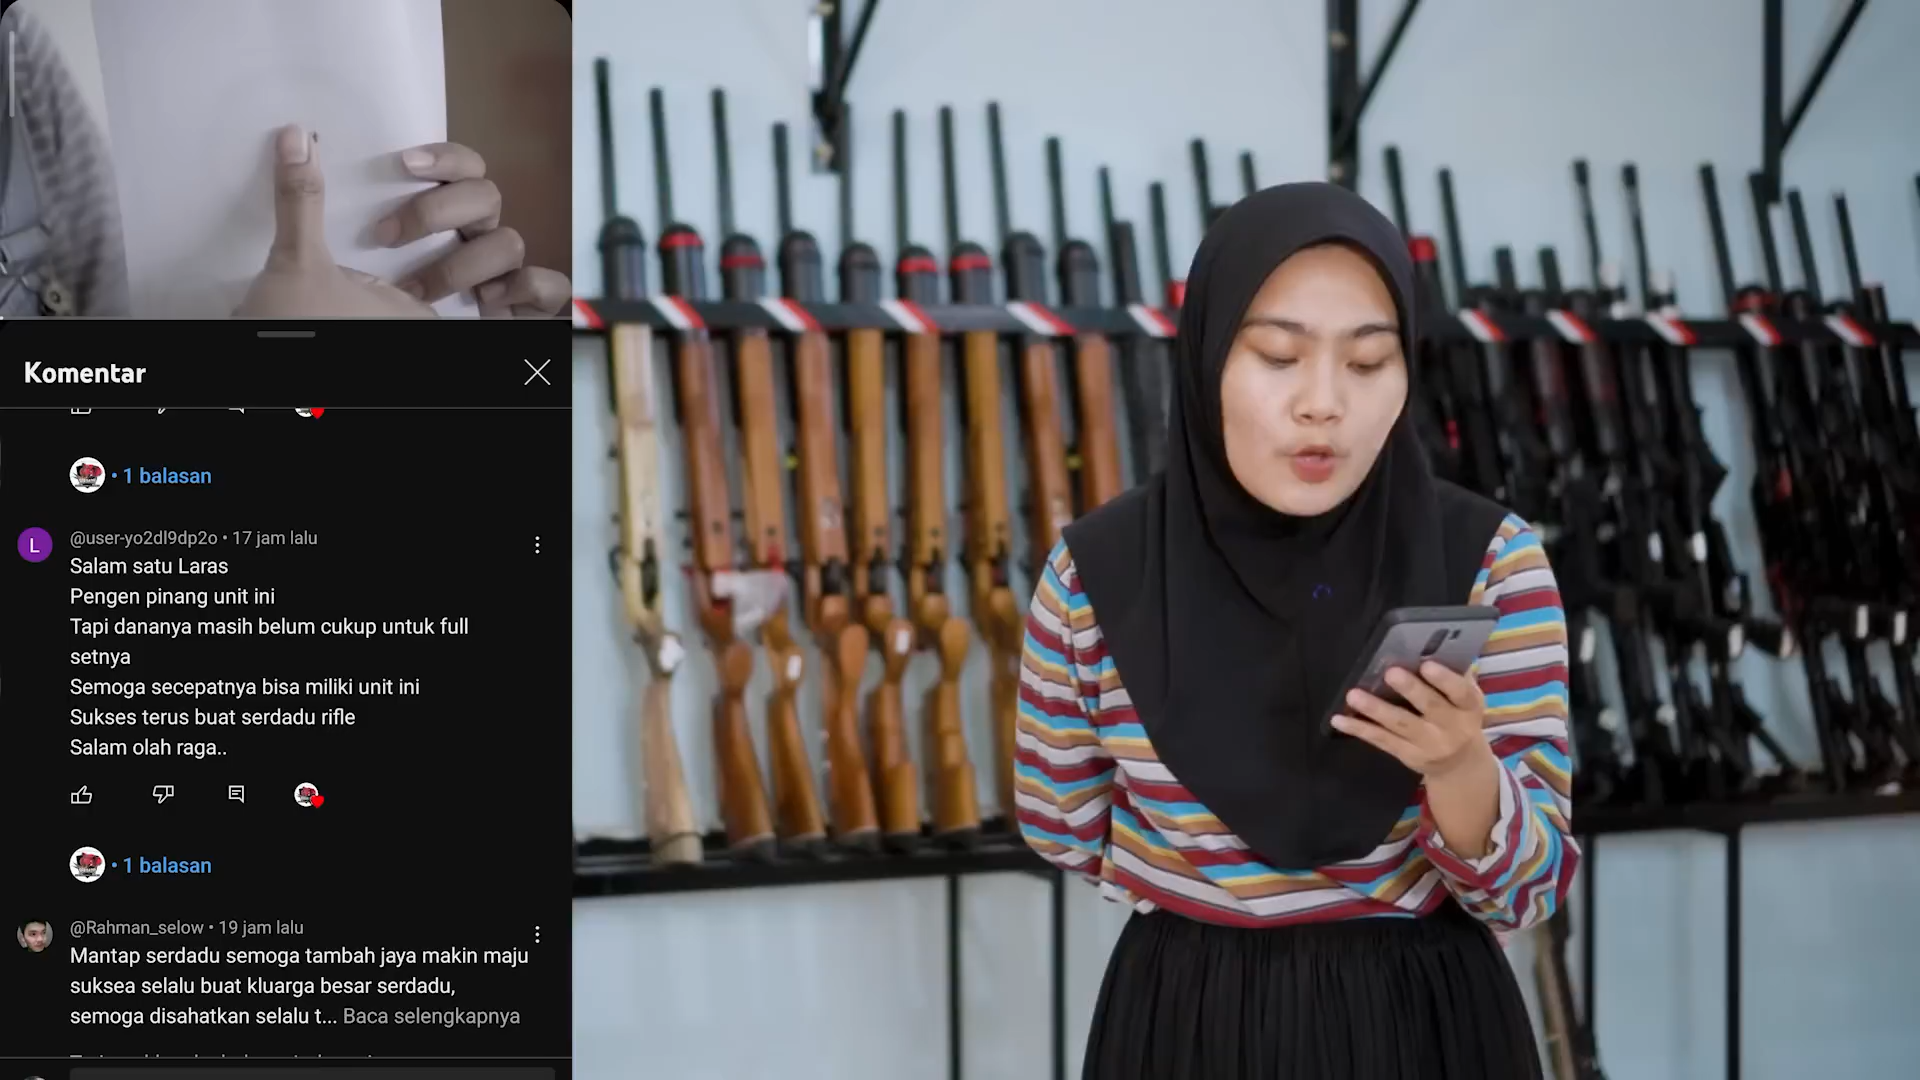 Komentar
1 balasan
L
@user-yo2dl9dp2o • 17 jam lalu
Salam satu Laras
Pengen pinang unit ini
Tapi dananya masih belum cukup untuk full
setnya
Semoga secepatnya bisa miliki unit ini
Sukses terus buat serdadu rifle
Salam olah raga..
1 balasan
@Rahman_selow • 19 jam lalu
Mantap serdadu semoga tambah jaya makin maju
suksea selalu buat kluarga besar serdadu,
semoga disahatkan selalu t... Baca selengkapnya